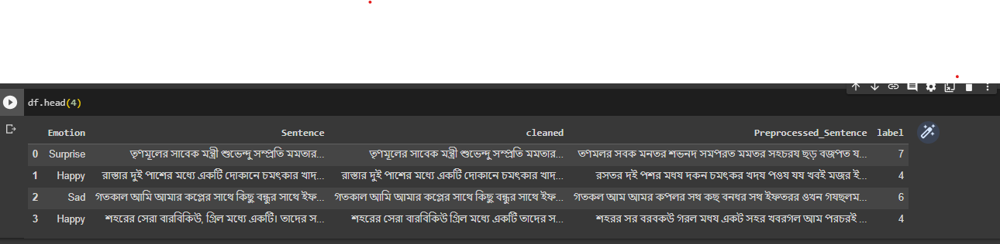 df.head(4)
Emotion Sentence cleaned Preprocessed_Sentence label
0 Surprise তৃণমূলের সাবেক মন্ত্রী শুভেন্দু সম্প্রতি মমতার... তৃণমূলের সাবেক মন্ত্রী শুভেন্দু সম্প্রতি মমতার... তণমলর সবক মনতর শভনদ সমপরত মমতর সহচরয ছড় বজপত য... 7
1 Happy রাস্তার দুই পাশের মধ্যে একটি দোকানে চমৎকার খাদ... রাস্তার দুই পাশের মধ্যে একটি দোকানে চমৎকার খাদ... রসতর দই পশর মধয দকন চমৎকর খদয পওয যয খবই মজর ই... 4
2 Sad গতকাল আমি আমার কপ্লের সাথে কিছু বন্ধুর সাথে ইফ... গতকাল আমি আমার কপ্লের সাথে কিছু বন্ধুর সাথে ইফ... গতকল আম আমর কপলর সথ কছ বনধর সথ ইফতরর ওখন গযছলম... 6
3 Happy শহরের সেরা বারবিকিউ, গ্রিল মধ্যে একটি। তাদের স... শহরের সেরা বারবিকিউ গ্রিল মধ্যে একটি তাদের স... শহরর সর বরবকউ গরল মধয একট সহর খবরগল আম পরচরই ... 4